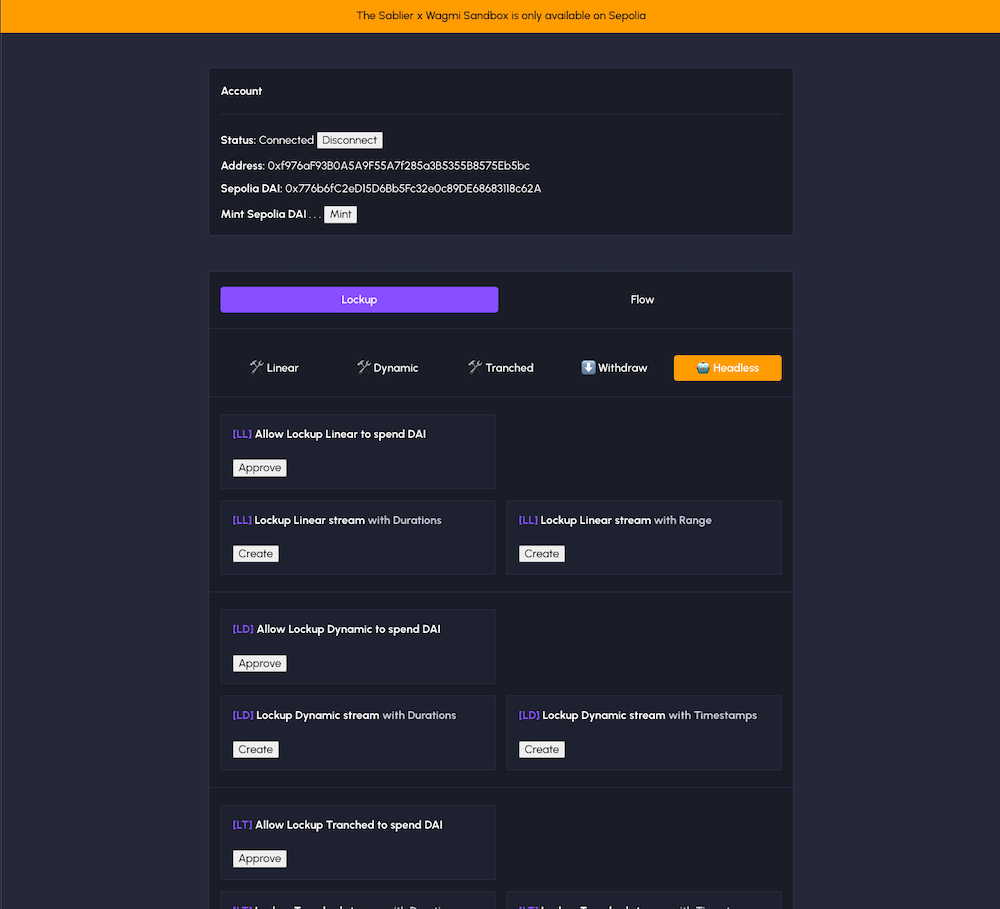 The Sablier x Wagmi Sandbox is only available on Sepolia
Account
Status: Connected Disconnect
Address: 0xf976aF93B0A5A9F55A7f285a3B5355B8575Eb5bc
Sepolia DAI: 0x776b6fC2eD15D6Bb5Fc32e0c89DE68683118c62A
Mint Sepolia DAI . . . Mint
Lockup Flow
Linear Dynamic Tranched Withdraw Headless
[LL] Allow Lockup Linear to spend DAI
Approve
[LL] Lockup Linear stream with Durations
Create
[LL] Lockup Linear stream with Range
Create
[LD] Allow Lockup Dynamic to spend DAI
Approve
[LD] Lockup Dynamic stream with Durations
Create
[LD] Lockup Dynamic stream with Timestamps
Create
[LT] Allow Lockup Tranched to spend DAI
Approve